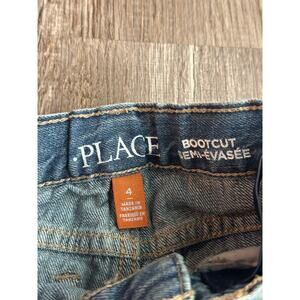 ·PLACE
BOOTCUT
SEMI-ÉVASÉE
4
MADE IN
TANZANIA
FABRIQUÉ EN
TANZANIE